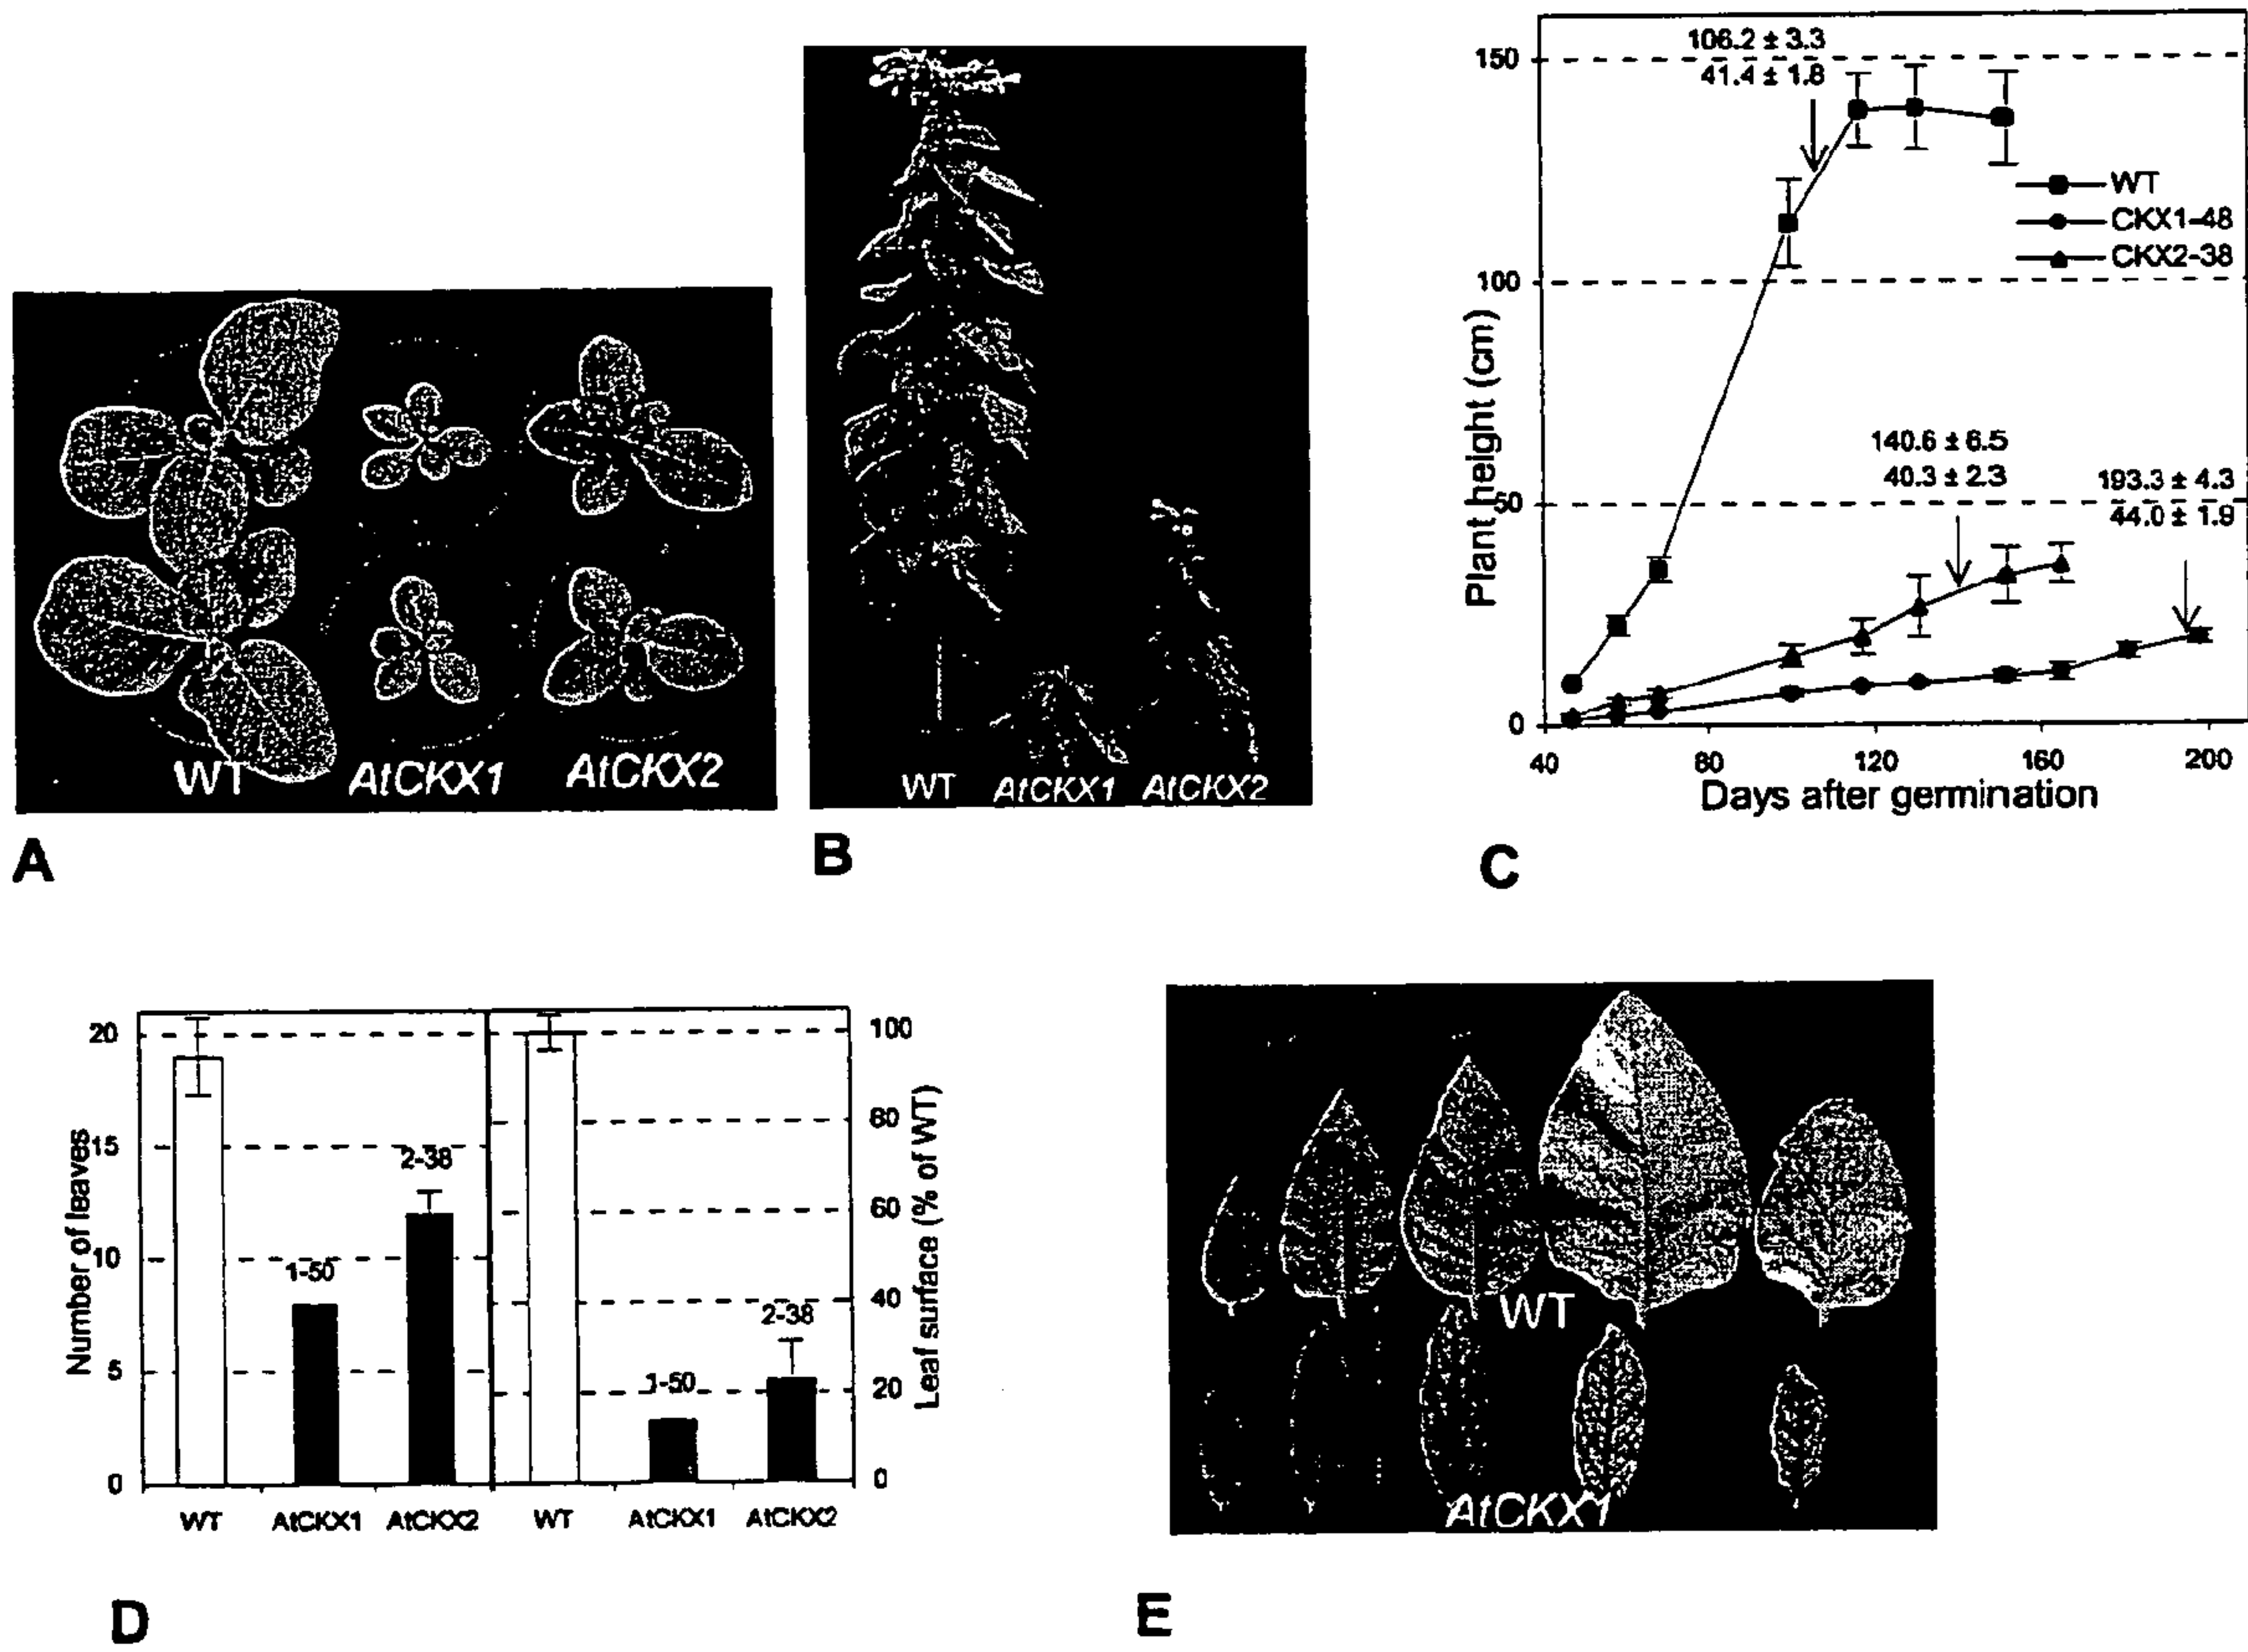 WT AtCKX1 AtCKX2
A
WT AtCKX1 AtCKX2
B
106.2 ± 3.3
41.4 ± 1.8
150
WT
CKX1-48
CKX2-38
100
Plant height (cm)
140.6 ± 6.5
40.3 ± 2.3
193.3 ± 4.3
44.0 ± 1.9
50
0
40 80 120 160 200
Days after germination
C
20
15
10
5
0
Number of leaves
2-38
1-50
100
80
60
40
20
0
Leaf surface (% of WT)
2-38
1-50
WT AtCKX1 AtCKX2 WT AtCKX1 AtCKX2
D
WT
AtCKX1
E